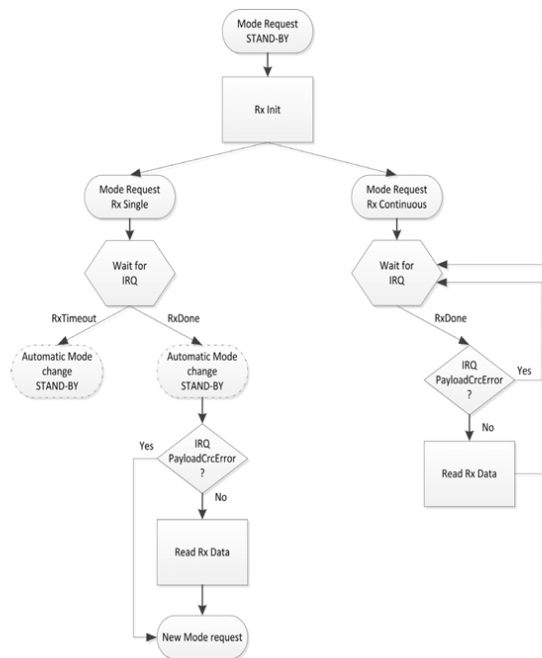 Mode Request
STAND-BY
Rx Init
Mode Request
Rx Single
Mode Request
Rx Continuous
Wait for
IRQ
Wait for
IRQ
RxTimeout
RxDone
RxDone
Automatic Mode
change
STAND-BY
Automatic Mode
change
STAND-BY
IRQ
PayloadCrcError
?
Yes
No
Yes
IRQ
PayloadCrcError
?
No
Read Rx Data
Read Rx Data
New Mode request